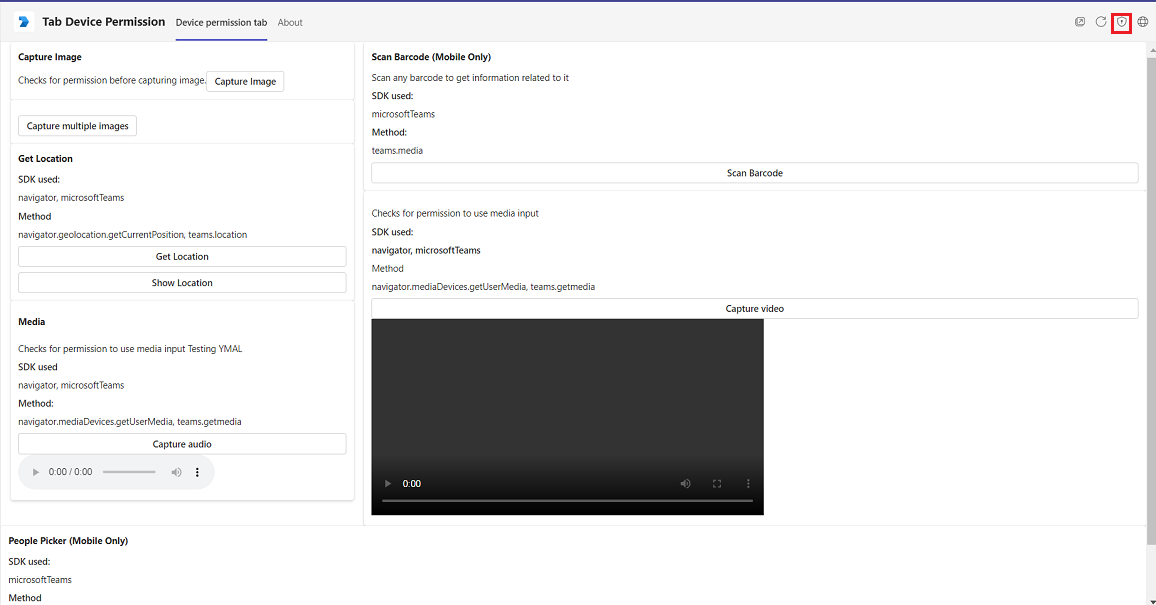 Tab Device Permission Device permission tab About
Capture Image
Checks for permission before capturing image. Capture Image
Capture multiple images
Get Location
SDK used:
navigator, microsoftTeams
Method
navigator.geolocation.getCurrentPosition, teams.location
Get Location
Show Location
Media
Checks for permission to use media input Testing YMAL
SDK used
navigator, microsoftTeams
Method:
navigator.mediaDevices.getUserMedia, teams.getmedia
Capture audio
0:00 / 0:00
Scan Barcode (Mobile Only)
Scan any barcode to get information related to it
SDK used:
microsoftTeams
Method:
teams.media
Scan Barcode
Checks for permission to use media input
SDK used:
navigator, microsoftTeams
Method
navigator.mediaDevices.getUserMedia, teams.getmedia
Capture video
0:00
People Picker (Mobile Only)
SDK used:
microsoftTeams
Method